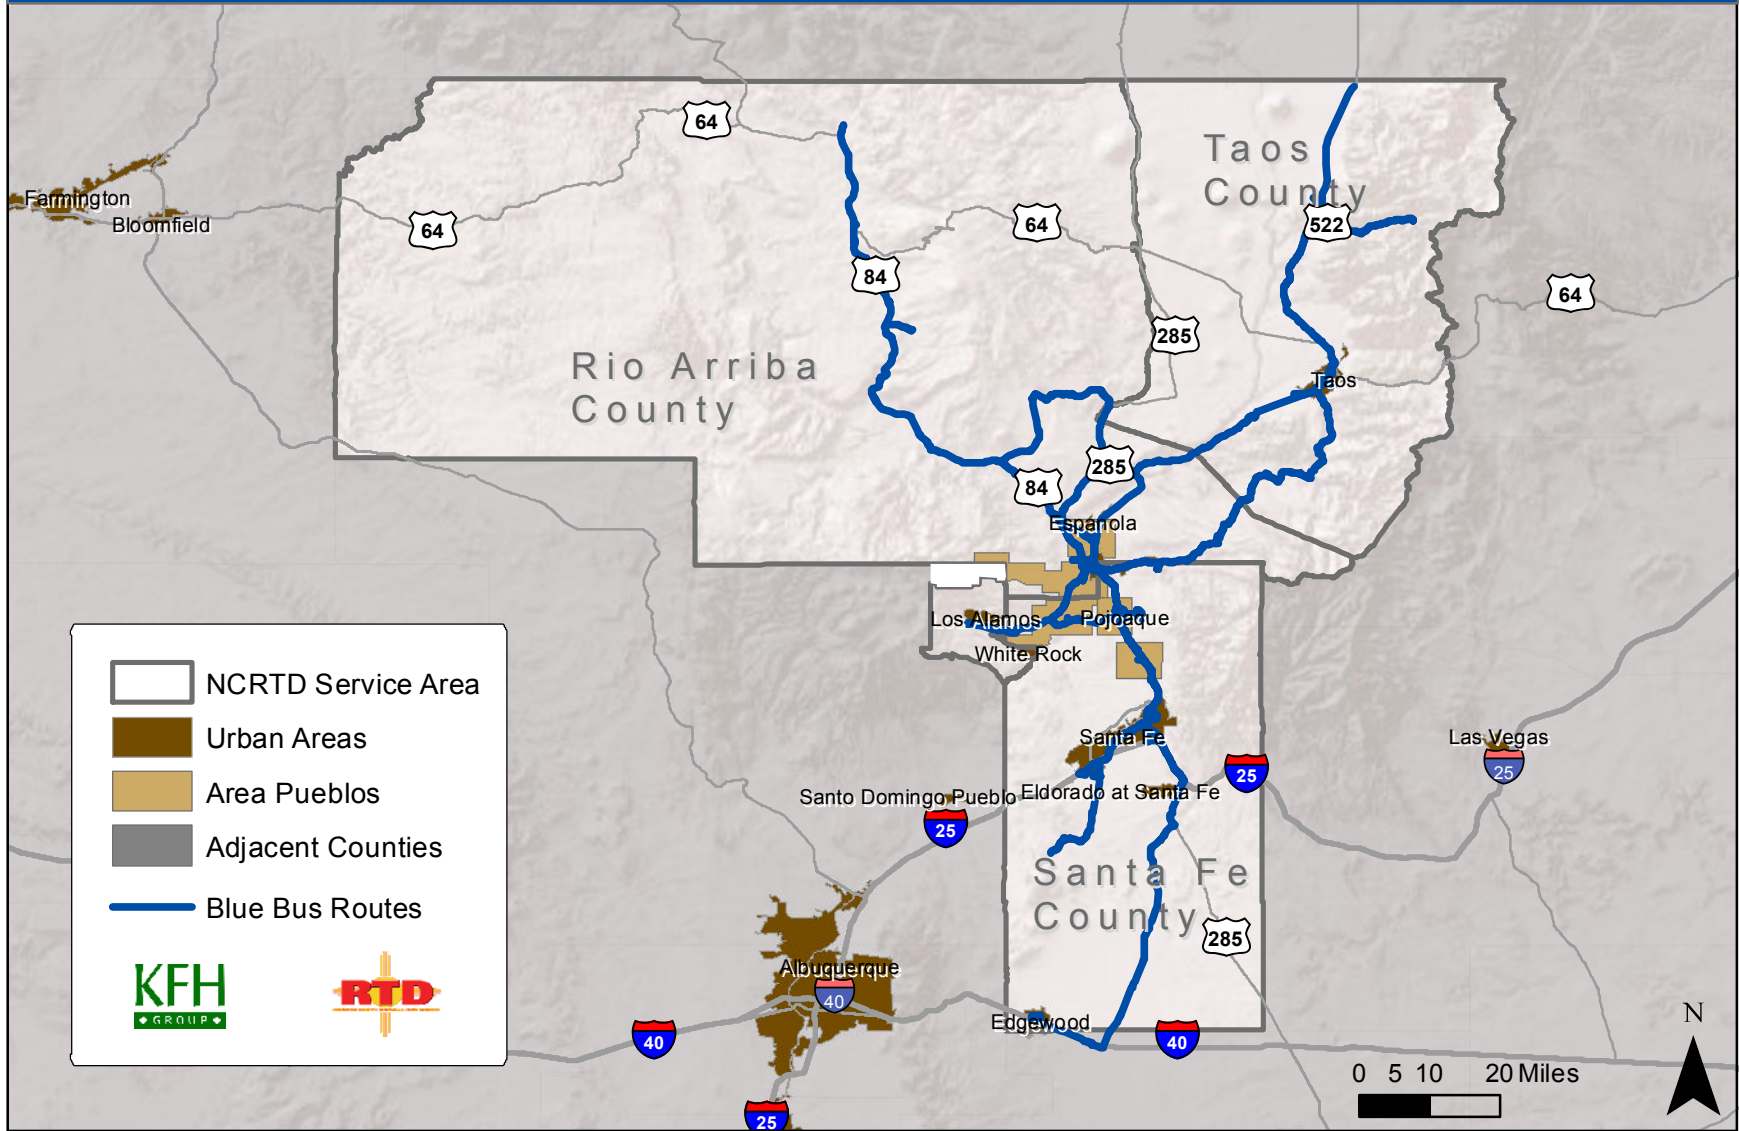 64
Taos
County
Farmington
Bloomfield
64
64
522
84
64
285
Rio Arriba
County
Taos
285
84
Espanola
Los Alamos
Pojoaque
White Rock
NCRTD Service Area
Urban Areas
Area Pueblos
Adjacent Counties
Blue Bus Routes
KFH
GROUP
RTD
Santa Fe
Las Vegas
25
25
Santo Domingo Pueblo
Eldorado at Santa Fe
25
Santa Fe
County
285
Albuquerque
40
Edgewood
40
40
25
N
0 5 10 20 Miles